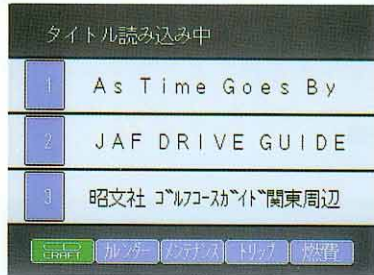 タイトル読み込み中
1 As Time Goes By
2 JAF DRIVE GUIDE
3 昭文社 ゴルフコースガイド関東周辺
CD CRAFT カレンダー メンテナンス トリップ 燃費